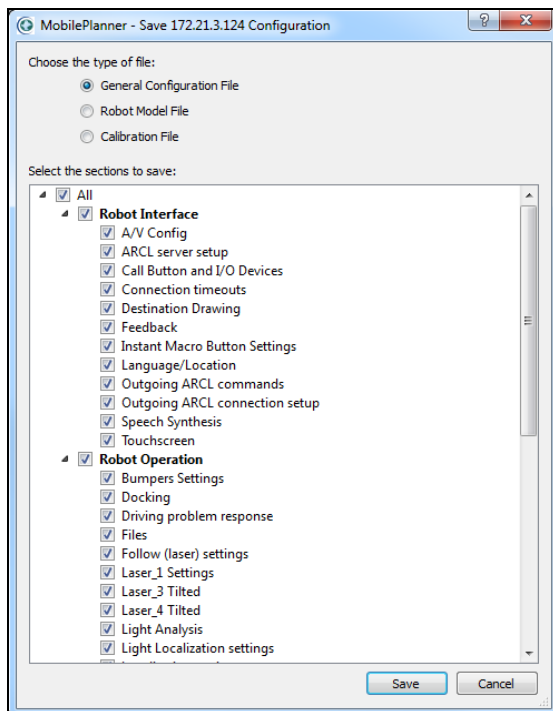 MobilePlanner - Save 172.21.3.124 Configuration
Choose the type of file:
General Configuration File
Robot Model File
Calibration File
Select the sections to save:
All
Robot Interface
A/V Config
ARCL server setup
Call Button and I/O Devices
Connection timeouts
Destination Drawing
Feedback
Instant Macro Button Settings
Language/Location
Outgoing ARCL commands
Outgoing ARCL connection setup
Speech Synthesis
Touchscreen
Robot Operation
Bumpers Settings
Docking
Driving problem response
Files
Follow (laser) settings
Laser_1 Settings
Laser_3 Tilted
Laser_4 Tilted
Light Analysis
Light Localization settings
Save Cancel